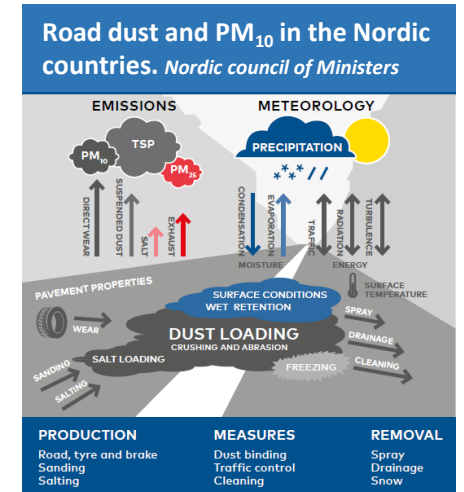 Road dust and PM10 in the Nordic
countries. Nordic council of Ministers
EMISSIONS
METEOROLOGY
TSP
PM10
PM25
PRECIPITATION
DIRECT WEAR
SUSPENDED DUST
SALT
EXHAUST
CONDENSATION
EVAPORATION
TRAFFIC
RADIATION
TURBULENCE
MOISTURE
ENERGY
PAVEMENT PROPERTIES
SURFACE
TEMPERATURE
SURFACE CONDITIONS
WET RETENTION
WEAR
DUST LOADING
CRUSHING AND ABRASION
SPRAY
DRAINAGE
CLEANING
SALT LOADING
FREEZING
SANDING
SALTING
PRODUCTION
Road, tyre and brake
Sanding
Salting
MEASURES
Dust binding
Traffic control
Cleaning
REMOVAL
Spray
Drainage
Snow